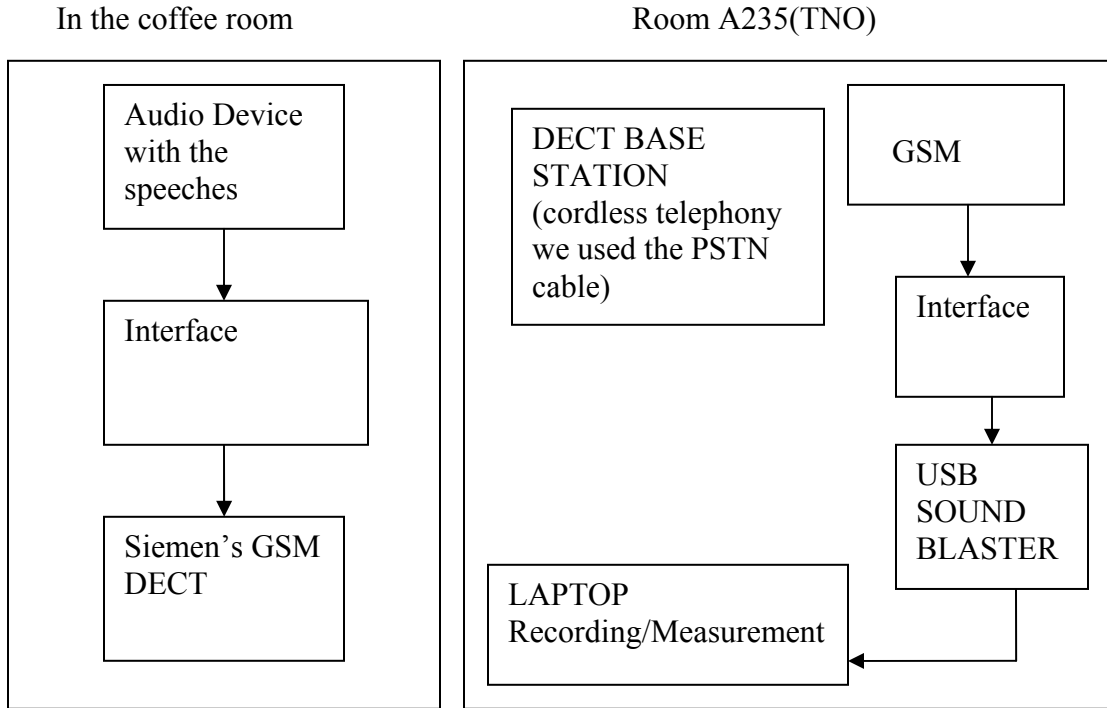 In the coffee room
Room A235(TNO)
Audio Device
with the
speeches
Interface
Siemen’s GSM
DECT
DECT BASE
STATION
(cordless telephony
we used the PSTN
cable)
GSM
Interface
USB
SOUND
BLASTER
LAPTOP
Recording/Measurement